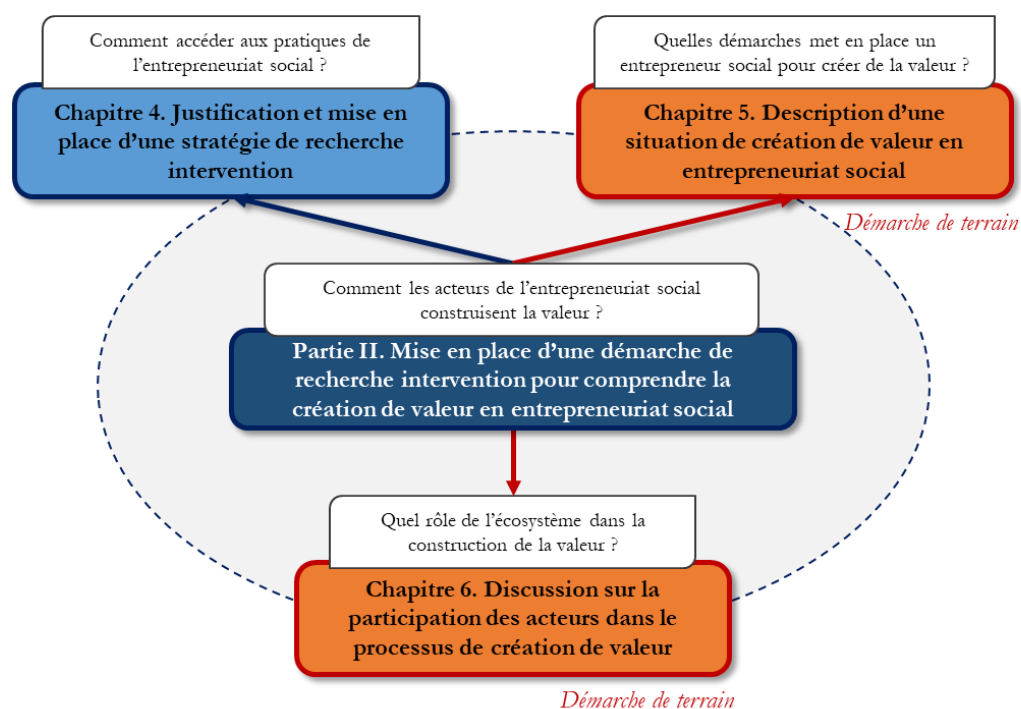 Comment accéder aux pratiques de
l'entrepreneuriat social ?
Chapitre 4. Justification et mise en
place d'une stratégie de recherche
intervention
Quelles démarches met en place un
entrepreneur social pour créer de la valeur ?
Chapitre 5. Description d'une
situation de création de valeur en
entrepreneuriat social
Démarche de terrain
Comment les acteurs de l'entrepreneuriat social
construisent la valeur ?
Partie II. Mise en place d'une démarche de
recherche intervention pour comprendre la
création de valeur en entrepreneuriat social
Quel rôle de l'écosystème dans la
construction de la valeur ?
Chapitre 6. Discussion sur la
participation des acteurs dans le
processus de création de valeur
Démarche de terrain